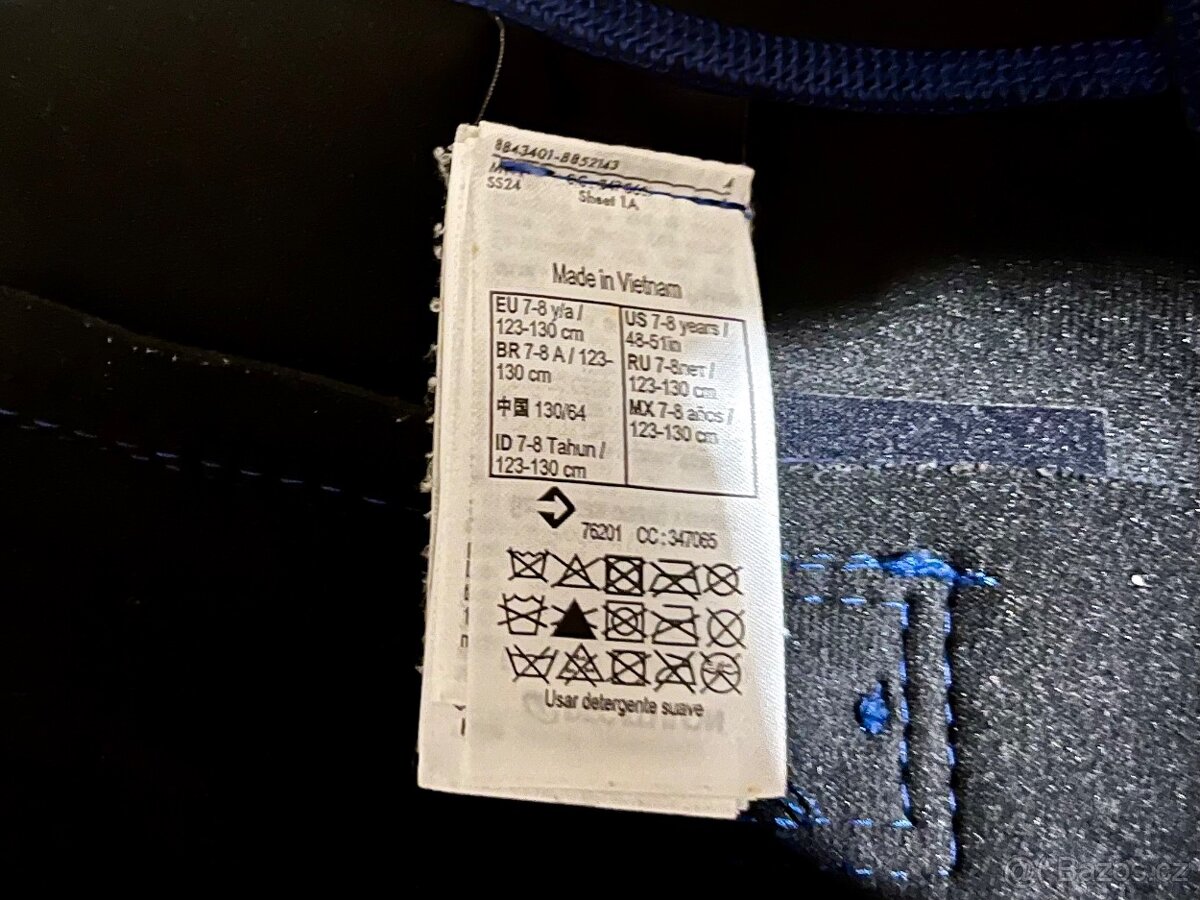 8843401-8852143
SS24
Sheet 1A
Made in Vietnam
EU 7-8 y/a /
123-130 cm
BR 7-8 A / 123-
130 cm
中国 130/64
ID 7-8 Tahun /
123-130 cm
US 7-8 years /
48-51in
RU 7-8лет /
123-130 cm
MX 7-8 años /
123-130 cm
76201 CC:347065
Usar detergente suave
Bazos.cz